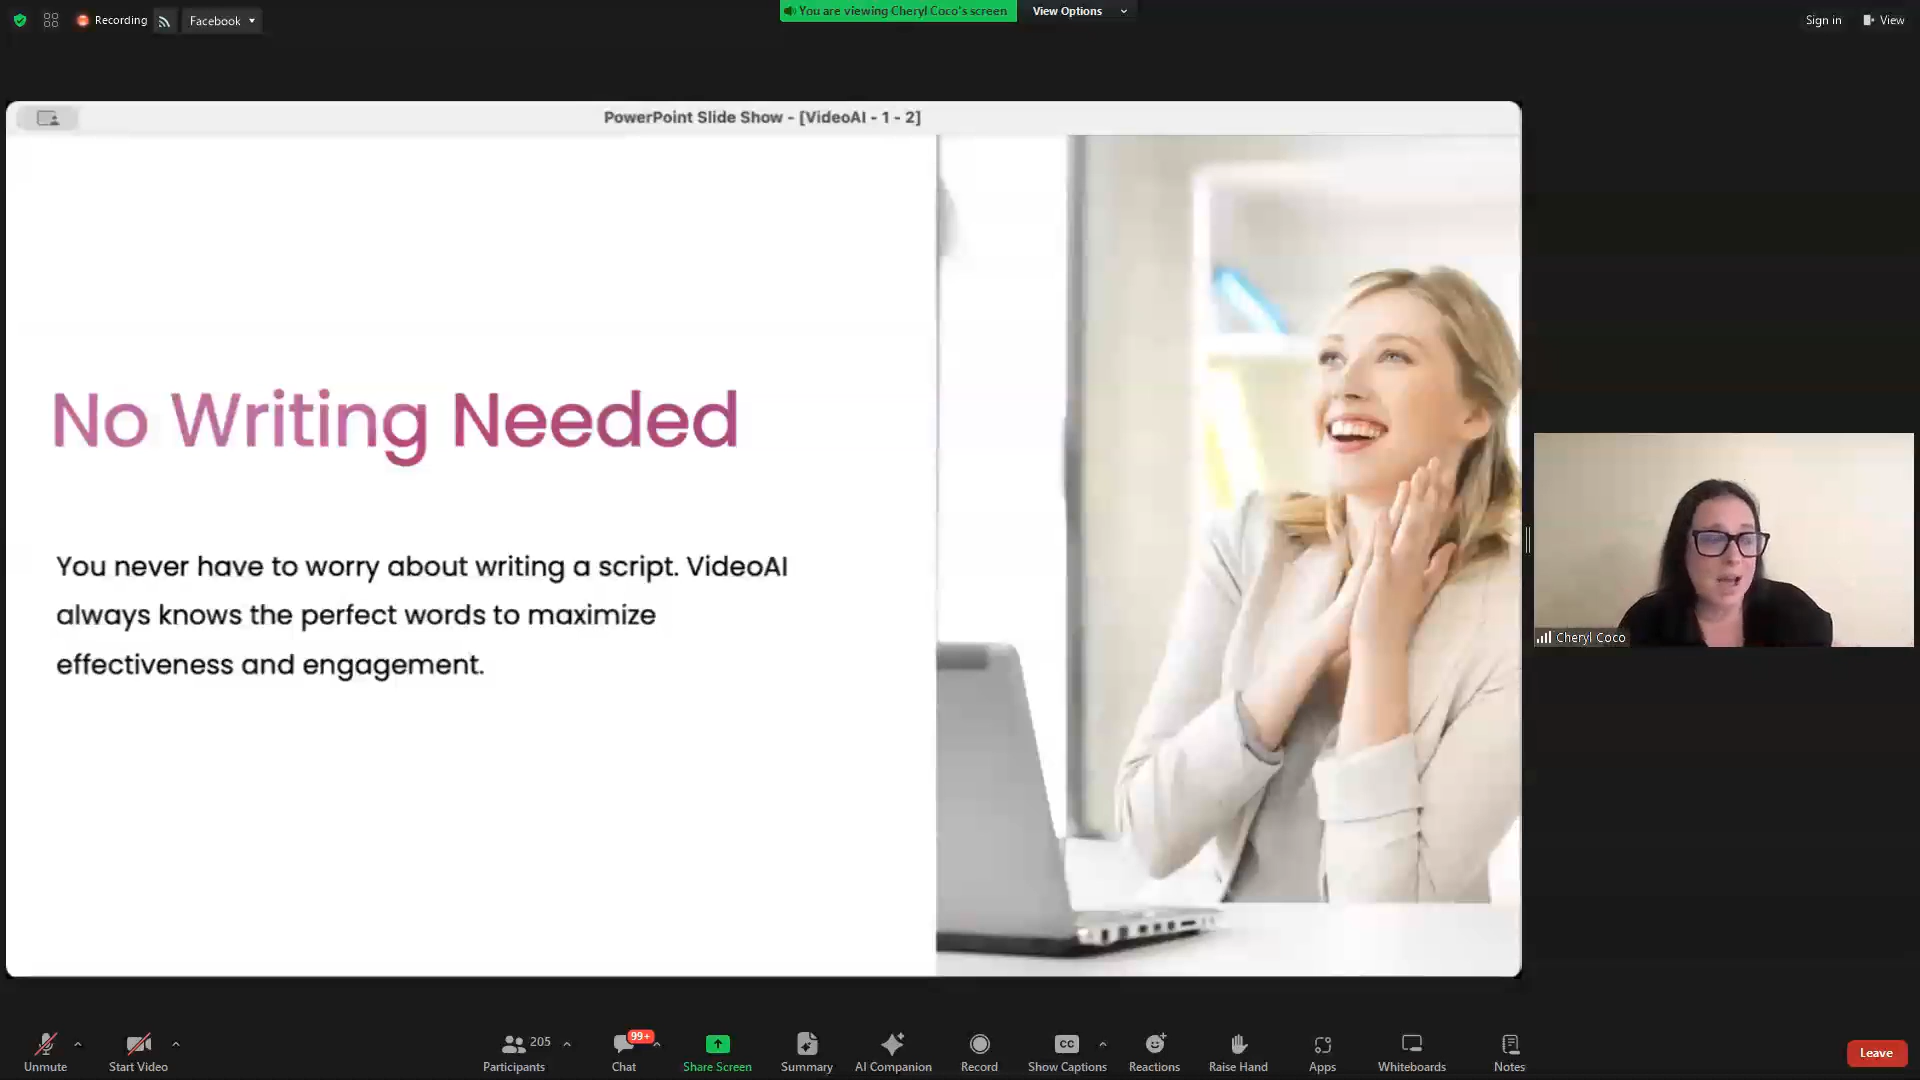 Recording
Facebook
You are viewing Cheryl Coco's screen
View Options
Sign in
View
PowerPoint Slide Show - [VideoAI - 1 - 2]
No Writing Needed
You never have to worry about writing a script. VideoAI
always knows the perfect words to maximize
effectiveness and engagement.
Cheryl Coco
Unmute
Start Video
205
Participants
99+
Chat
Share Screen
Summary
AI Companion
Record
CC
Show Captions
Reactions
Raise Hand
Apps
Whiteboards
Notes
Leave